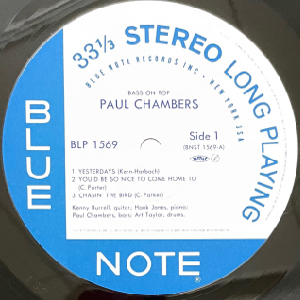 33⅓ STEREO LONG PLAYING
BLUE NOTE RECORDS INC · NEW YORK USA
BASS ON TOP
PAUL CHAMBERS
BLP 1569
Side 1
(BNST 1569-A)
1. YESTERDAYS (Kern-Harbach)
2. YOU'D BE SO NICE TO COME HOME TO
(C. Porter)
3. CHASIN' THE BIRD (C. Parker)
Kenny Burrell, guitar; Hank Jones, piano;
Paul Chambers, bass; Art Taylor, drums.
BLUE
NOTE
®